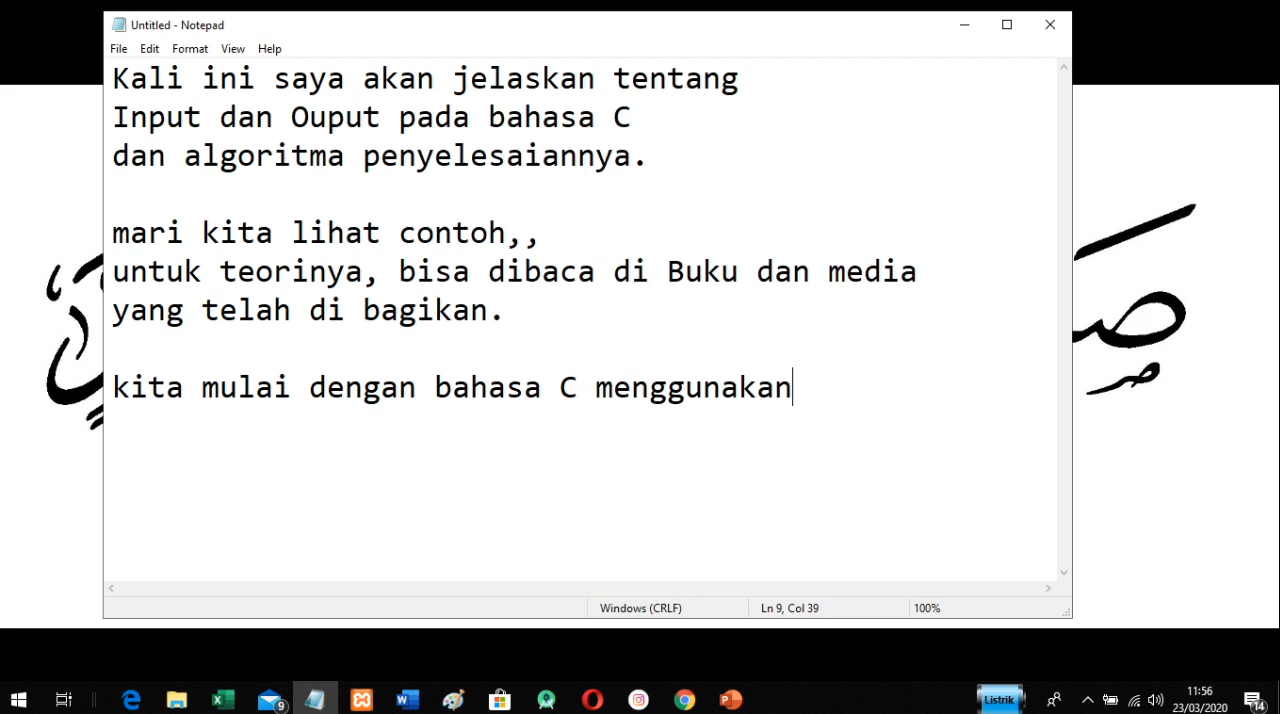 Untitled - Notepad
File Edit Format View Help
Kali ini saya akan jelaskan tentang
Input dan Ouput pada bahasa C
dan algoritma penyelesaiannya.
mari kita lihat contoh,,
untuk teorinya, bisa dibaca di Buku dan media
yang telah di bagikan.
kita mulai dengan bahasa C menggunakan
Windows (CRLF) Ln 9, Col 39 100%
9
Listrik
11:56
23/03/2020
14